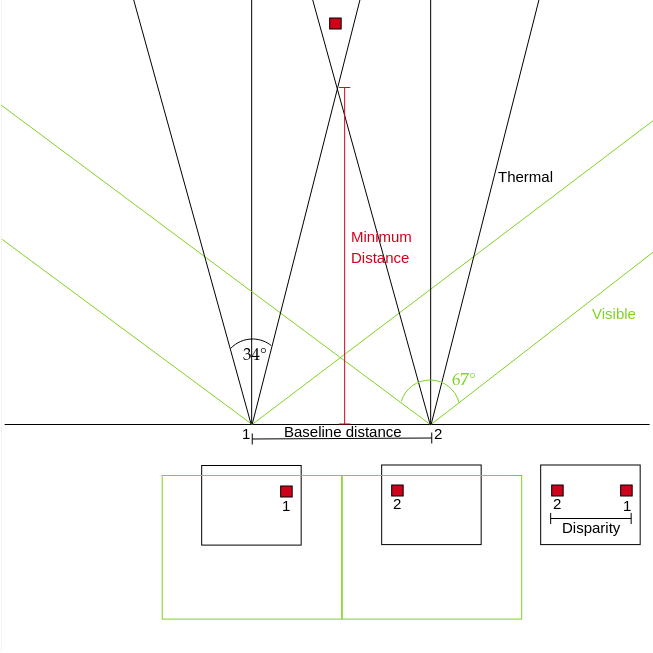 Thermal
Minimum
Distance
Visible
34°
67°
1
Baseline distance
2
1
2
2
1
Disparity